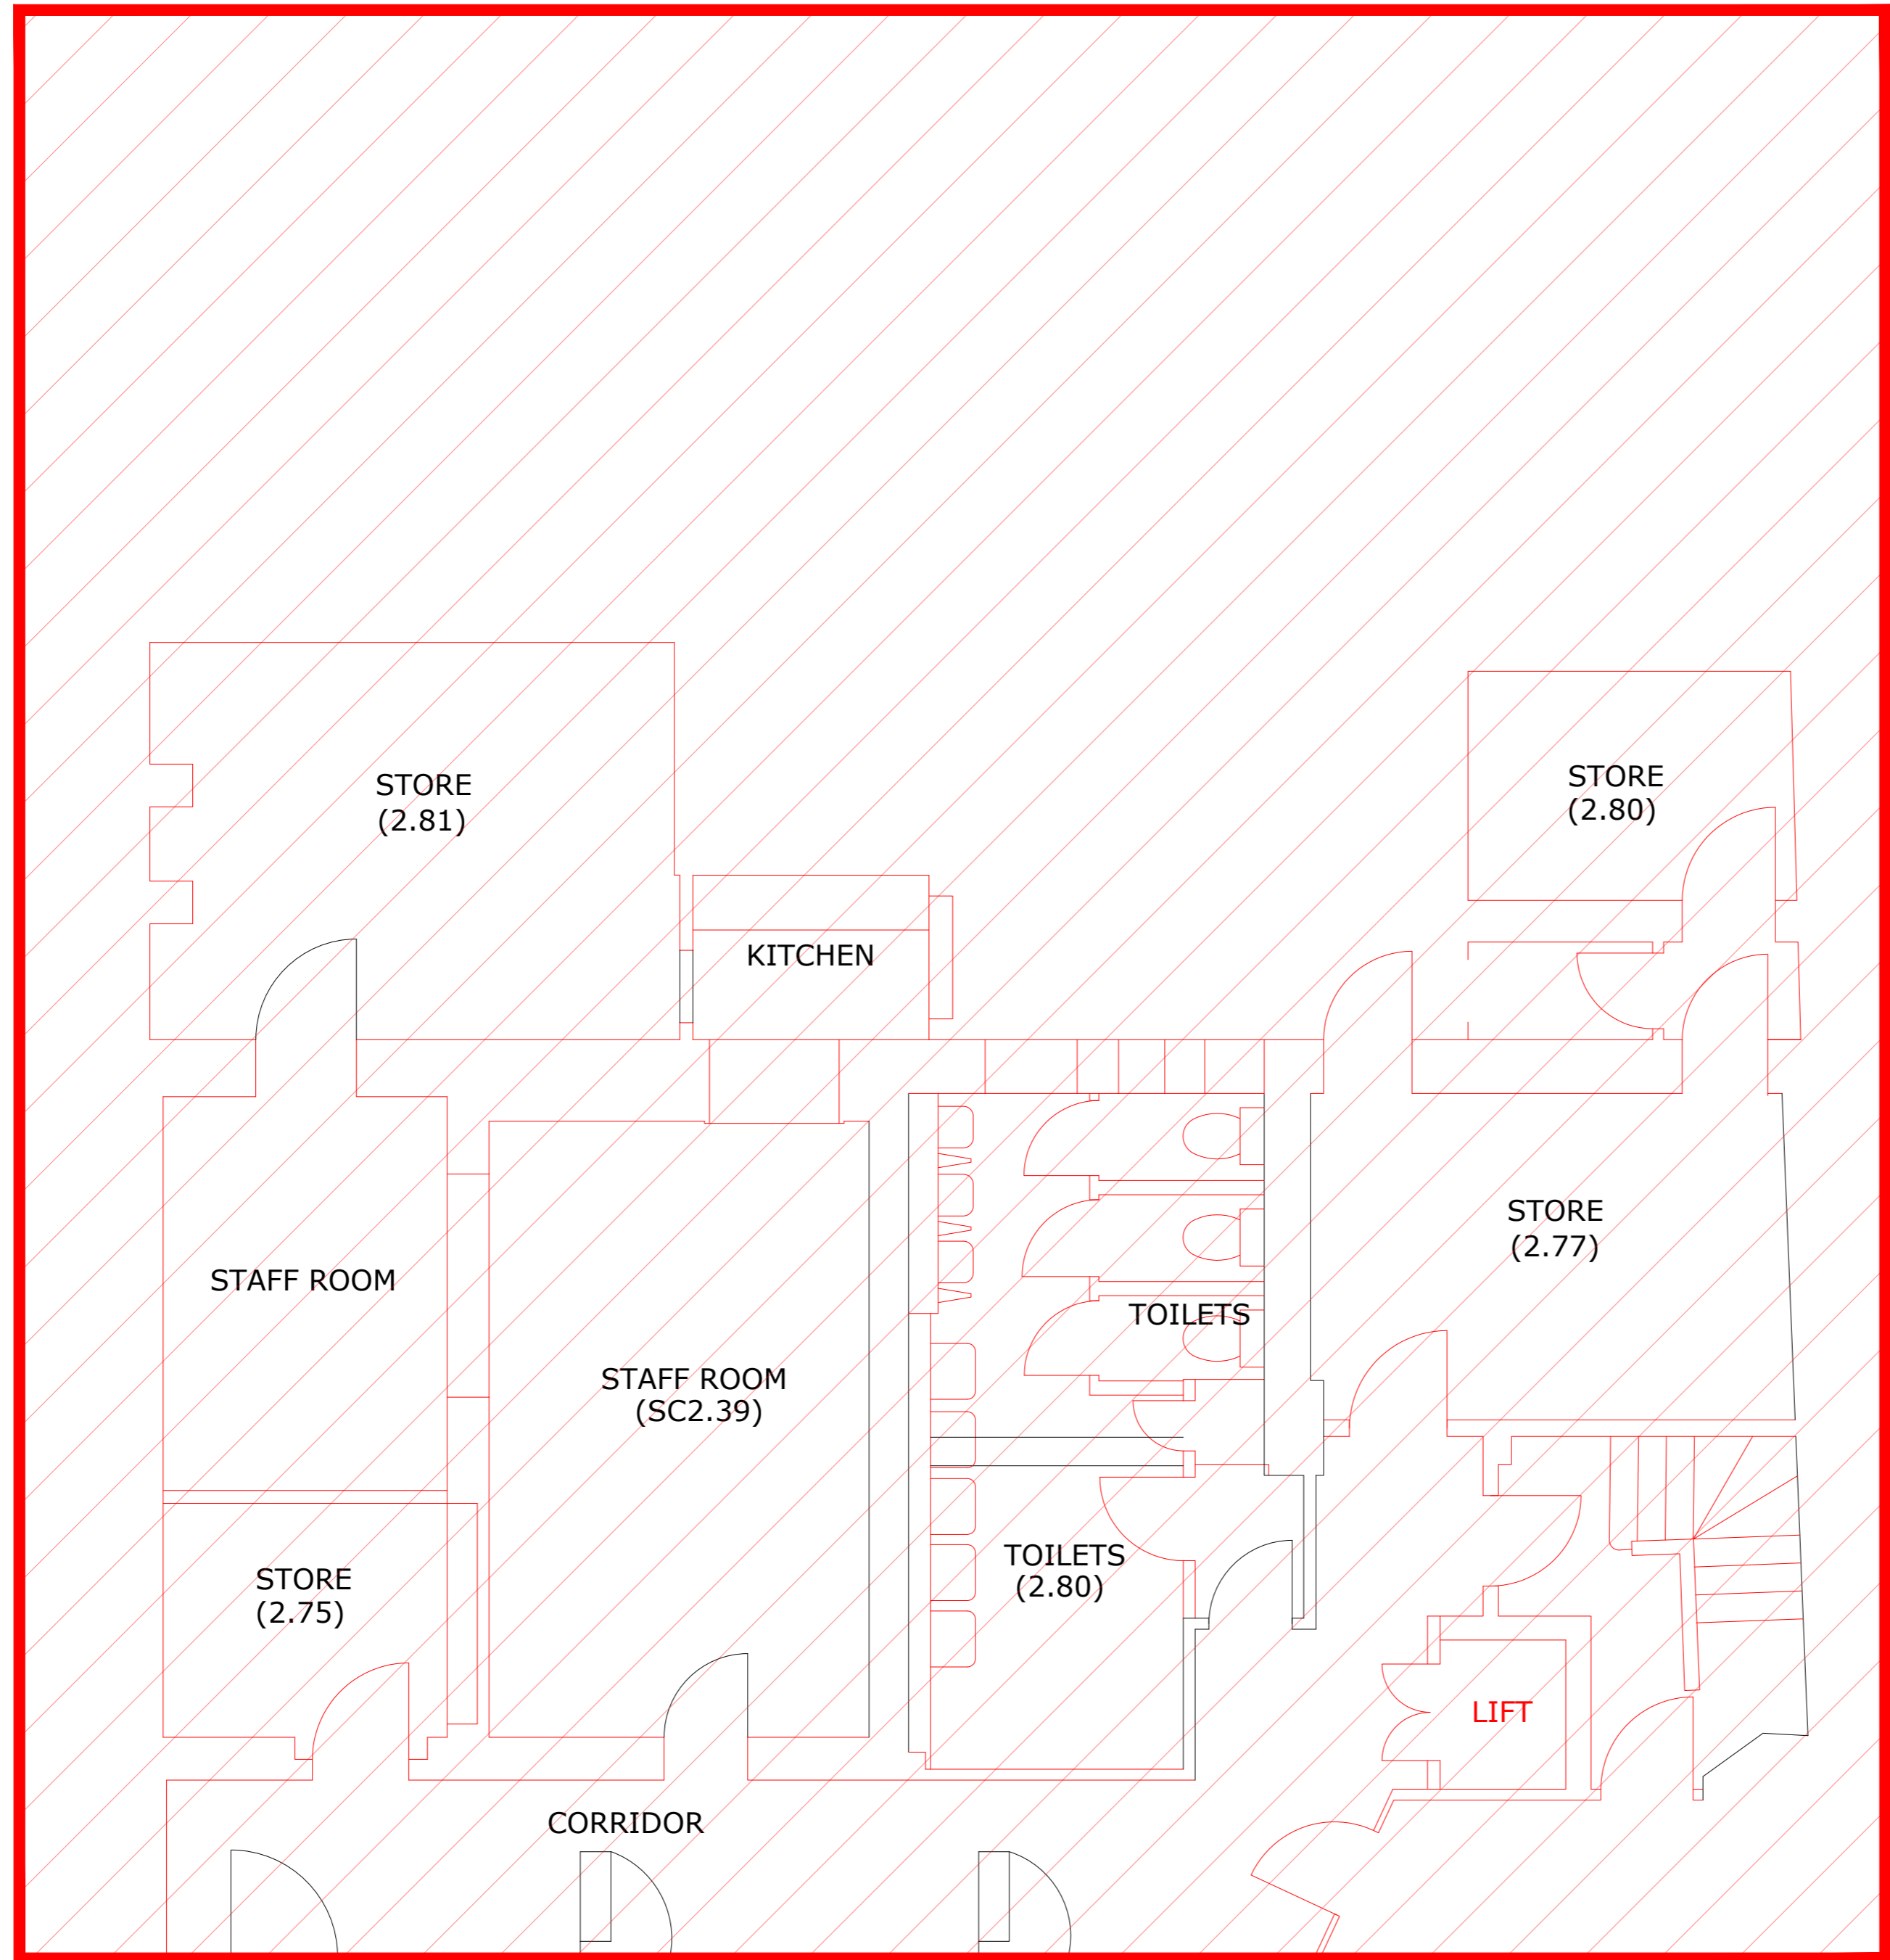 STORE
(2.81)
STORE
(2.80)
KITCHEN
STORE
(2.77)
STAFF ROOM
TOILETS
STAFF ROOM
(SC2.39)
TOILETS
(2.80)
STORE
(2.75)
LIFT
CORRIDOR